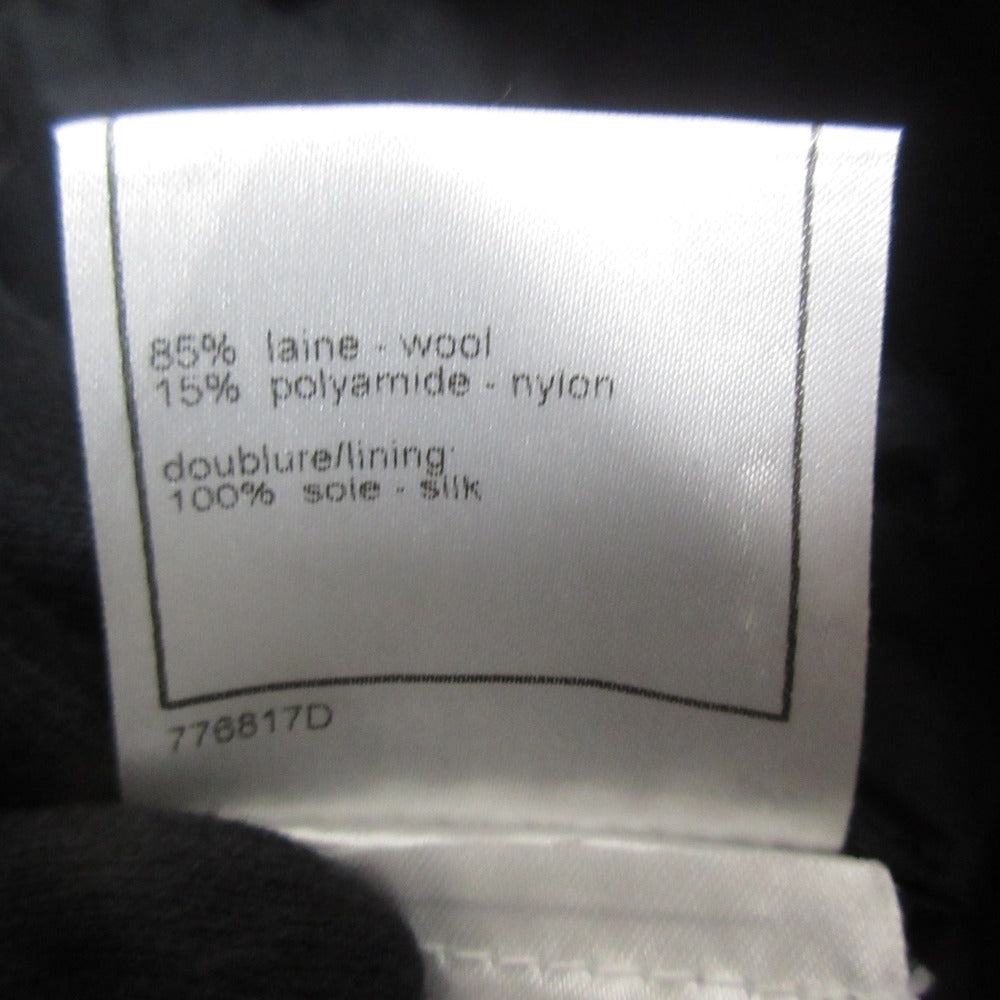 85% laine - wool
15% polyamide - nylon
doublure/lining:
100% soie - silk
776817D